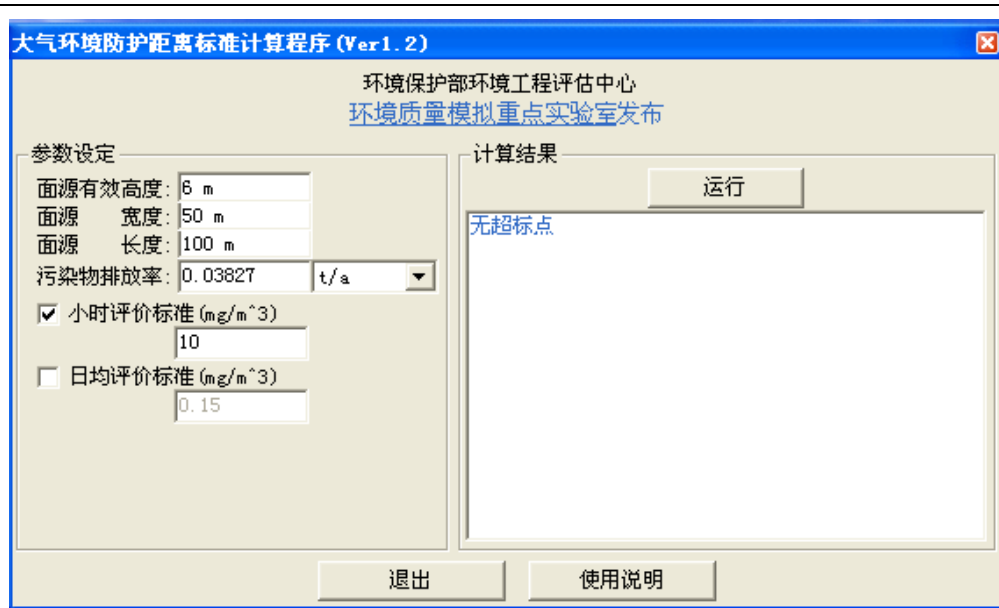 大气环境防护距离标准计算程序(Ver1.2)
环境保护部环境工程评估中心
环境质量模拟重点实验室发布
参数设定
面源有效高度: 6 m
面源 宽度: 50 m
面源 长度: 100 m
污染物排放率: 0.03827 t/a
小时评价标准(mg/m^3)
10
日均评价标准(mg/m^3)
0.15
计算结果
运行
无超标点
退出 使用说明